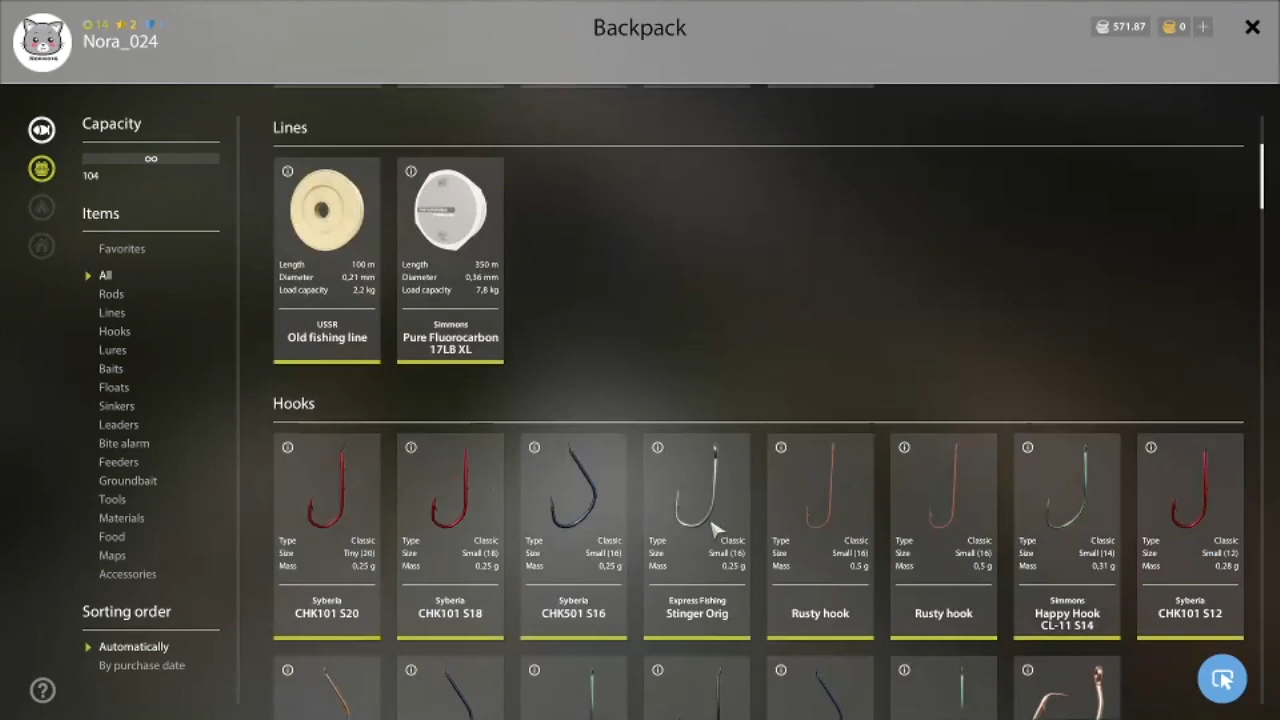 14 2
Nora_024
Backpack
571.87
0 +
Capacity
∞
104
Items
Favorites
All
Rods
Lines
Hooks
Lures
Baits
Floats
Sinkers
Leaders
Bite alarm
Feeders
Groundbait
Tools
Materials
Food
Maps
Accessories
Sorting order
Automatically
By purchase date
Lines
Length 100 m
Diameter 0,21 mm
Load capacity 2,2 kg
USSR
Old fishing line
Length 350 m
Diameter 0,36 mm
Load capacity 7,8 kg
Simmons
Pure Fluorocarbon
17LB XL
Hooks
Type Classic
Size Tiny (20)
Mass 0,25 g
Syberia
CHK101 S20
Type Classic
Size Small (18)
Mass 0,25 g
Syberia
CHK101 S18
Type Classic
Size Small (16)
Mass 0,25 g
Syberia
CHK501 S16
Type Classic
Size Small (16)
Mass 0,25 g
Express Fishing
Stinger Orig
Type Classic
Size Small (16)
Mass 0,5 g
Rusty hook
Type Classic
Size Small (16)
Mass 0,5 g
Rusty hook
Type Classic
Size Small (14)
Mass 0,31 g
Simmons
Happy Hook
CL-11 S14
Type Classic
Size Small (12)
Mass 0,28 g
Syberia
CHK101 S12
?